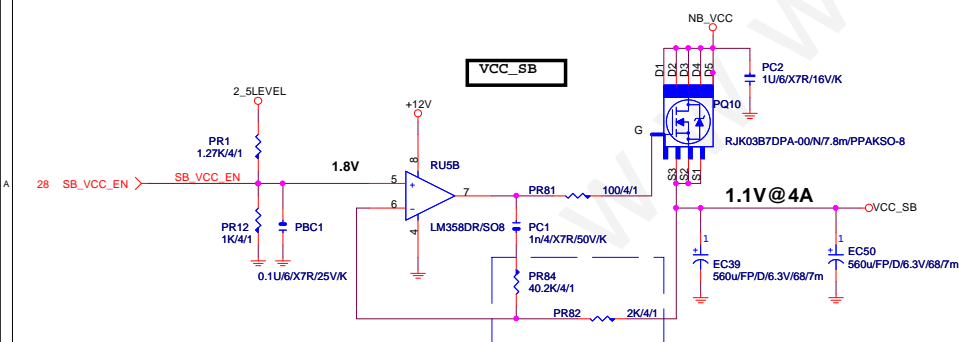 NB_VCC
VCC_SB
D1
D2
D3
D4
D5
PC2
1U/6/X7R/16V/K
2_5LEVEL
+12V
PQ10
G
PR1
1.27K/4/1
RJK03B7DPA-00/N/7.8m/PPAKSO-8
8
RU5B
1.8V
A
28 SB_VCC_EN
SB_VCC_EN
5
+
7
S3
S2
S1
PR81
100/4/1
1.1V@4A
6
-
VCC_SB
PR12
1K/4/1
PBC1
4
LM358DR/SO8
PC1
1n/4/X7R/50V/K
1
+
1
+
EC39
560u/FP/D/6.3V/68/7m
EC50
560u/FP/D/6.3V/68/7m
0.1U/6/X7R/25V/K
PR84
40.2K/4/1
PR82
2K/4/1